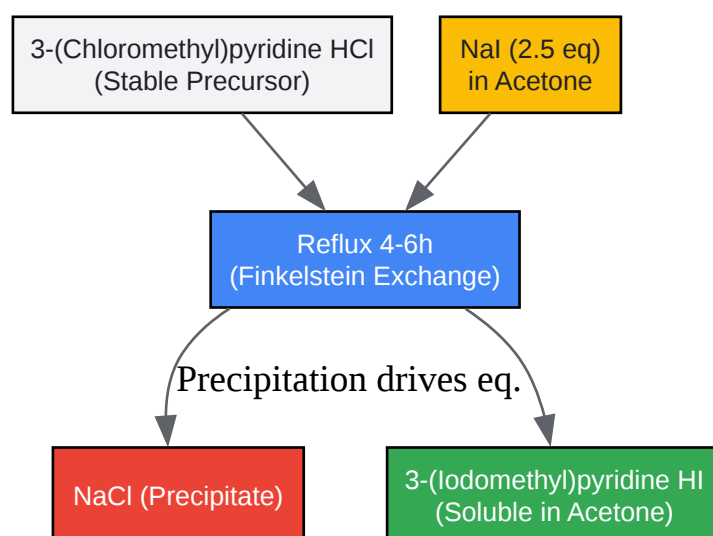 3-(Chloromethyl)pyridine HCl
(Stable Precursor)
NaI (2.5 eq)
in Acetone
Reflux 4-6h
(Finkelstein Exchange)
Precipitation drives eq.
NaCl (Precipitate)
3-(Iodomethyl)pyridine HI
(Soluble in Acetone)